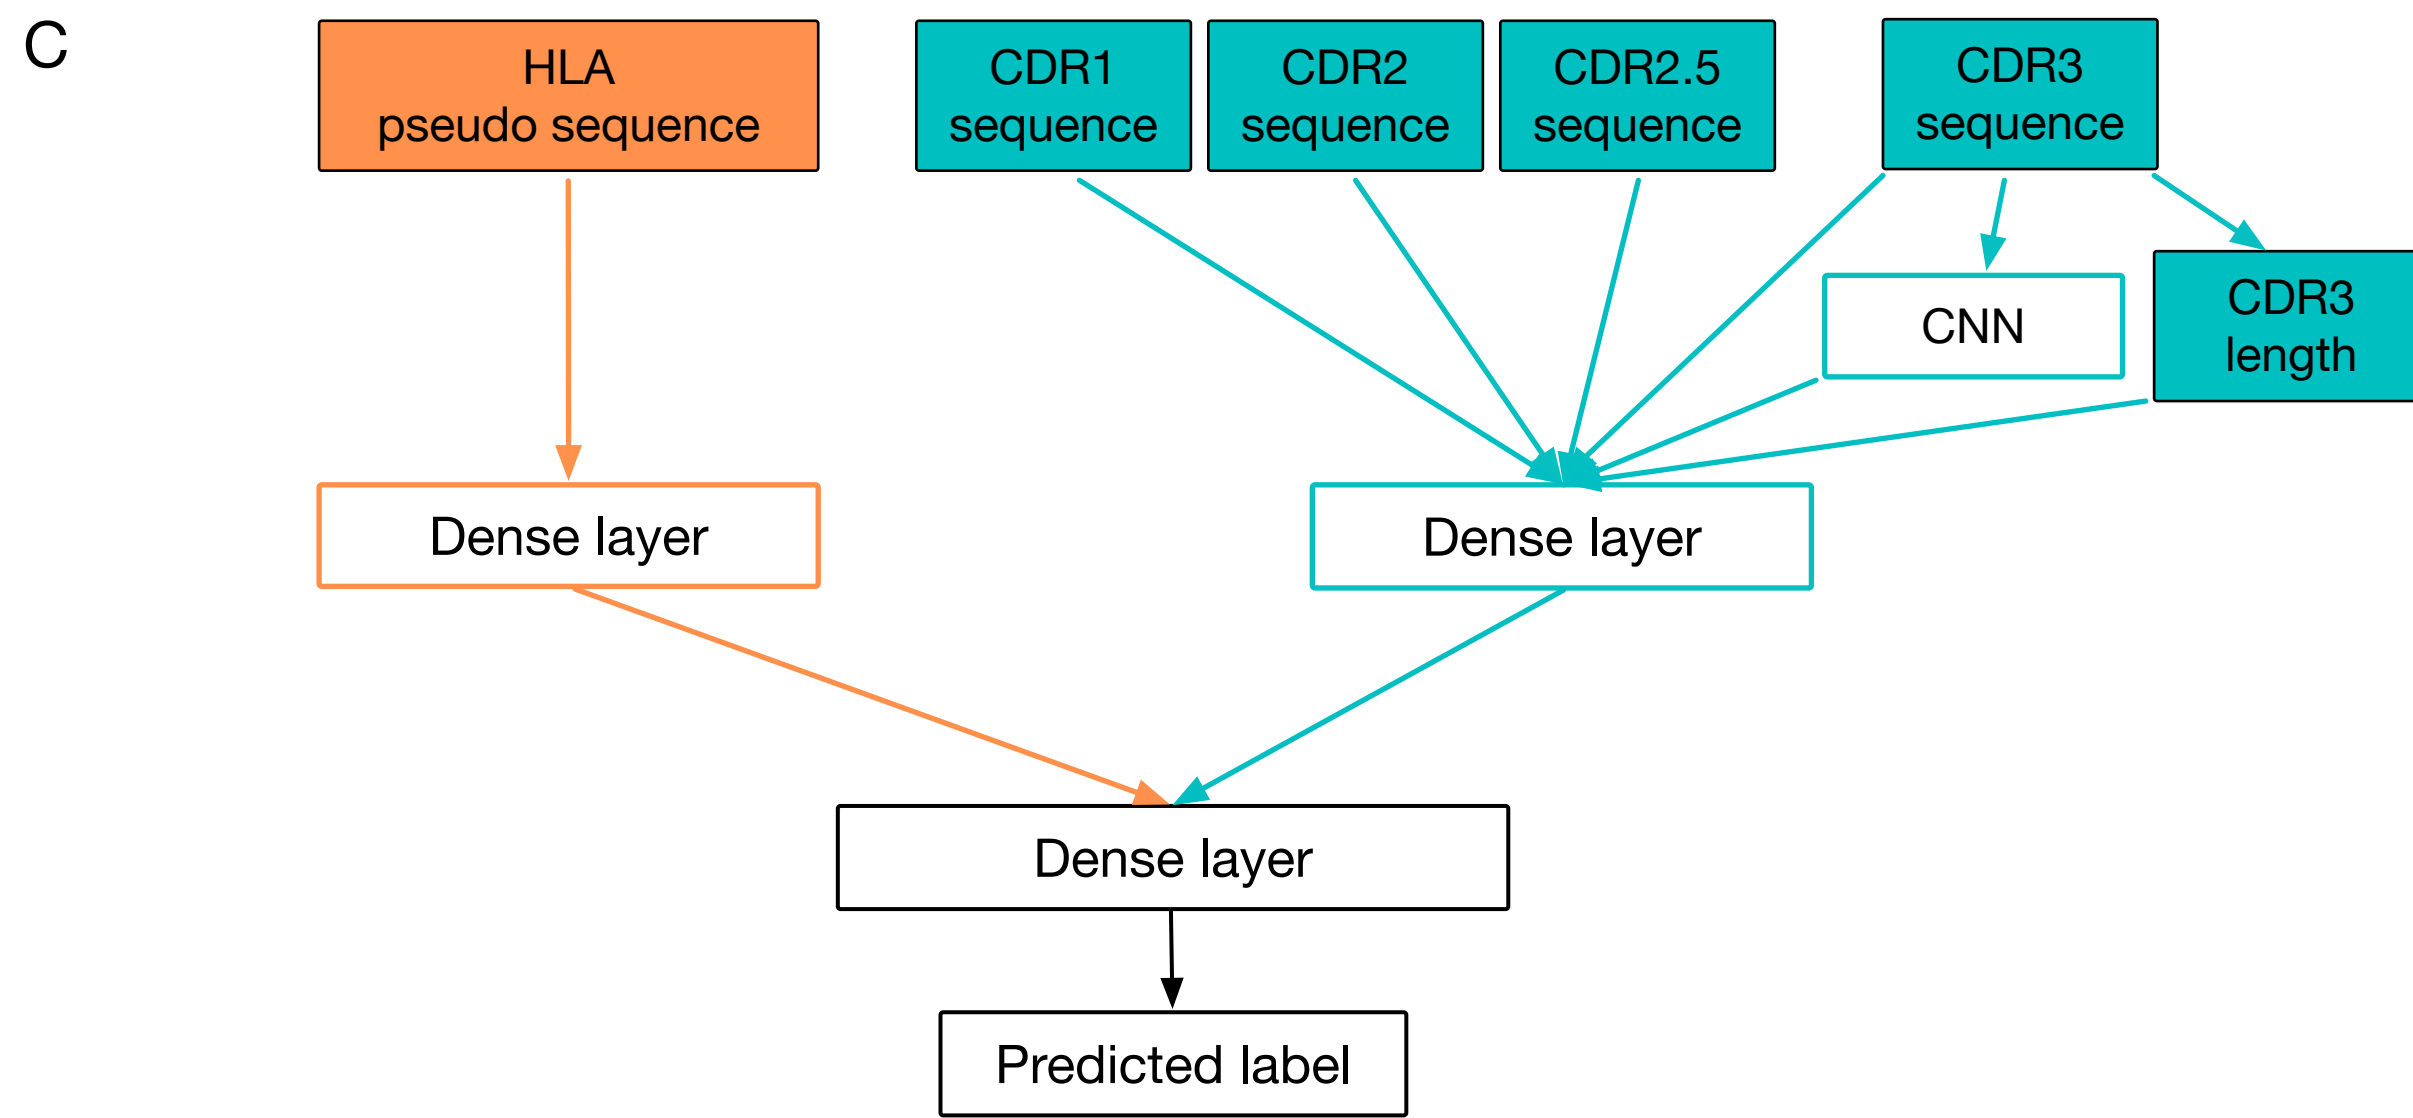 C
HLA
pseudo sequence
CDR1
sequence
CDR2
sequence
CDR2.5
sequence
CDR3
sequence
CNN
CDR3
length
Dense layer
Dense layer
Dense layer
Predicted label